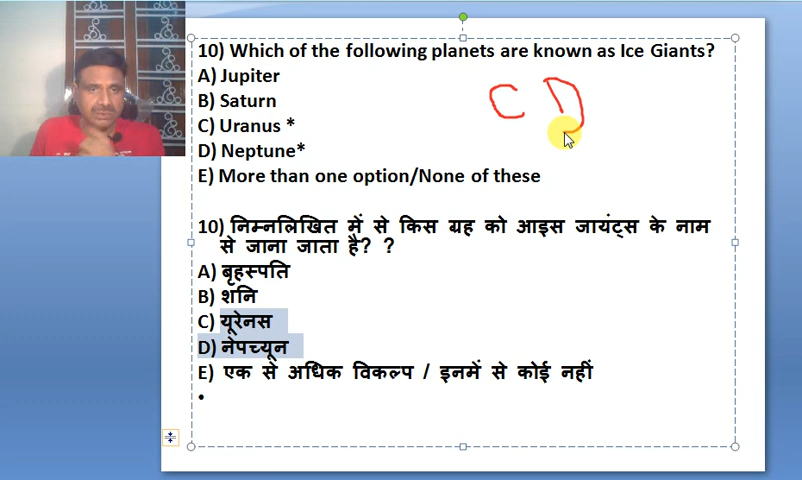 10) Which of the following planets are known as Ice Giants?
A) Jupiter
B) Saturn
C) Uranus *
D) Neptune*
E) More than one option/None of these
C D
10) निम्नलिखित में से किस ग्रह को आइस जायंट्स के नाम
से जाना जाता है? ?
A) बृहस्पति
B) शनि
C) यूरेनस
D) नेपच्यून
E) एक से अधिक विकल्प / इनमें से कोई नहीं